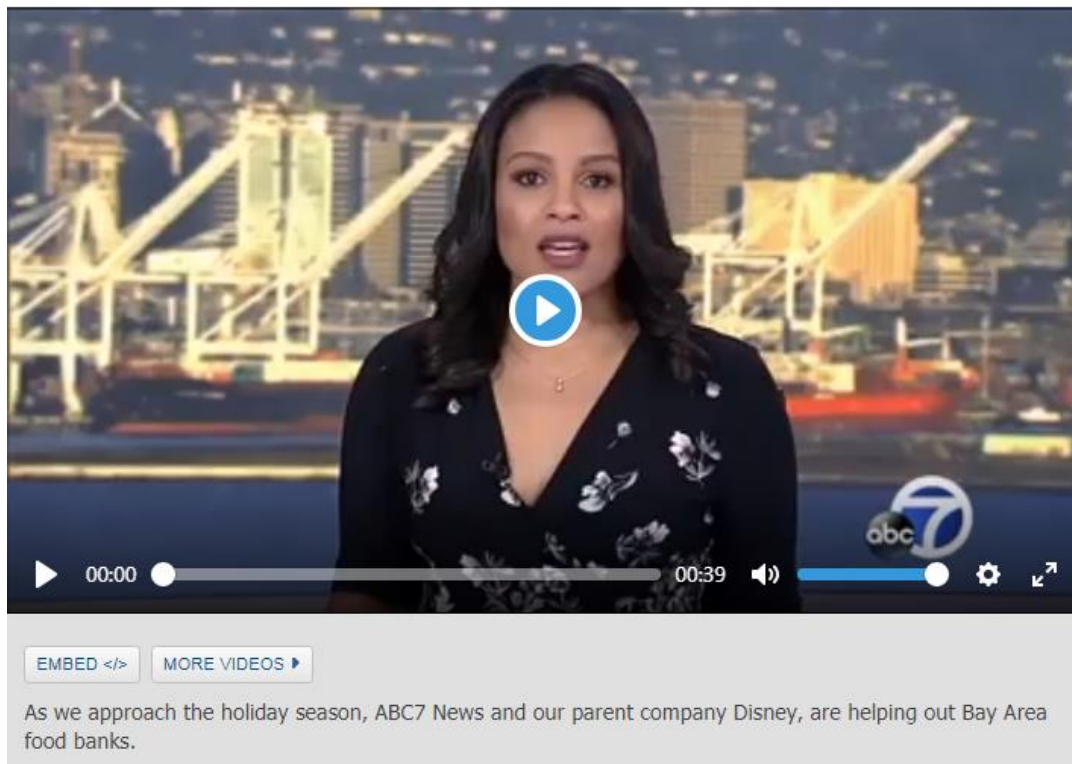 abc 7
00:00
00:39
EMBED </>
MORE VIDEOS
As we approach the holiday season, ABC7 News and our parent company Disney, are helping out Bay Area
food banks.